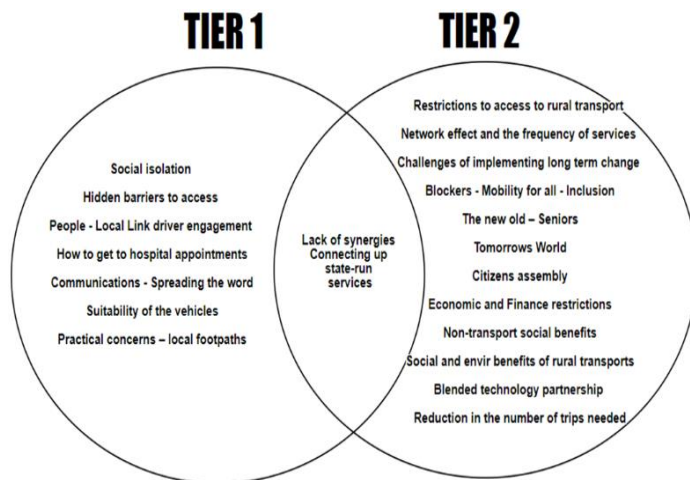 TIER 1
TIER 2
Social isolation
Hidden barriers to access
People - Local Link driver engagement
How to get to hospital appointments
Communications - Spreading the word
Suitability of the vehicles
Practical concerns – local footpaths
Lack of synergies
Connecting up
state-run
services
Restrictions to access to rural transport
Network effect and the frequency of services
Challenges of implementing long term change
Blockers - Mobility for all - Inclusion
The new old – Seniors
Tomorrows World
Citizens assembly
Economic and Finance restrictions
Non-transport social benefits
Social and envir benefits of rural transports
Blended technology partnership
Reduction in the number of trips needed